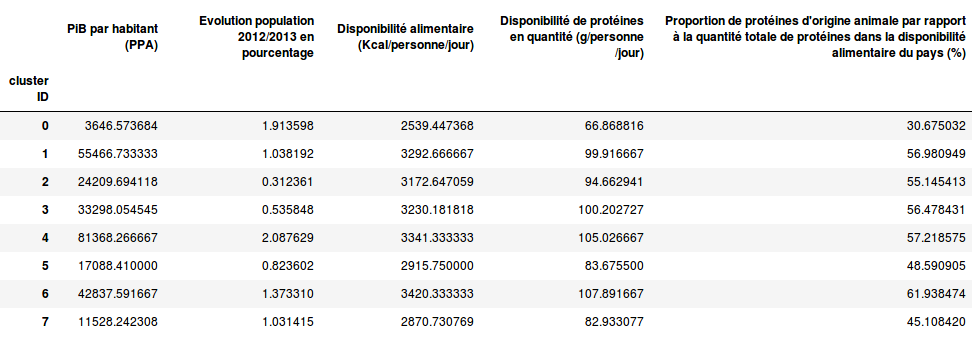 PiB par habitant (PPA) Evolution population 2012/2013 en pourcentage Disponibilité alimentaire (Kcal/personne/jour) Disponibilité de protéines en quantité (g/personne /jour) Proportion de protéines d'origine animale par rapport à la quantité totale de protéines dans la disponibilité alimentaire du pays (%)
cluster ID
0 3646.573684 1.913598 2539.447368 66.868816 30.675032
1 55466.733333 1.038192 3292.666667 99.916667 56.980949
2 24209.694118 0.312361 3172.647059 94.662941 55.145413
3 33298.054545 0.535848 3230.181818 100.202727 56.478431
4 81368.266667 2.087629 3341.333333 105.026667 57.218575
5 17088.410000 0.823602 2915.750000 83.675500 48.590905
6 42837.591667 1.373310 3420.333333 107.891667 61.938474
7 11528.242308 1.031415 2870.730769 82.933077 45.108420